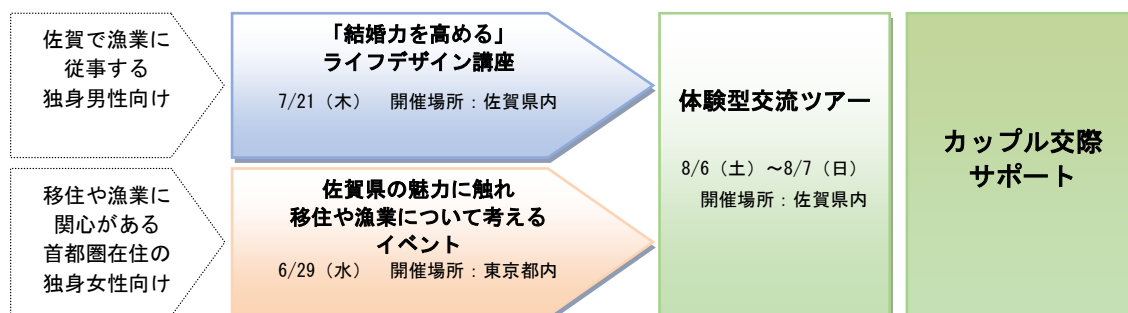 佐賀で漁業に
従事する
独身男性向け
「結婚力を高める」
ライフデザイン講座
7/21（木）　開催場所：佐賀県内
移住や漁業に
関心がある
首都圏在住の
独身女性向け
佐賀県の魅力に触れ
移住や漁業について考える
イベント
6/29（水）　開催場所：東京都内
体験型交流ツアー
8/6（土）～8/7（日）
開催場所：佐賀県内
カップル交際
サポート